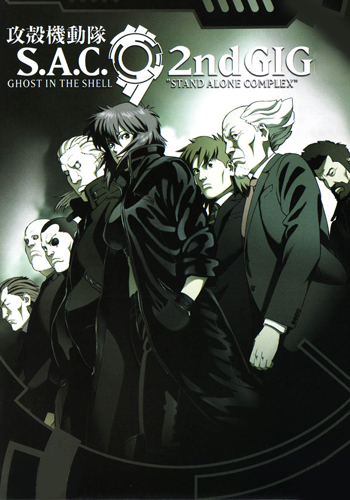 攻殻機動隊
S.A.C. 2nd GIG
GHOST IN THE SHELL "STAND ALONE COMPLEX"